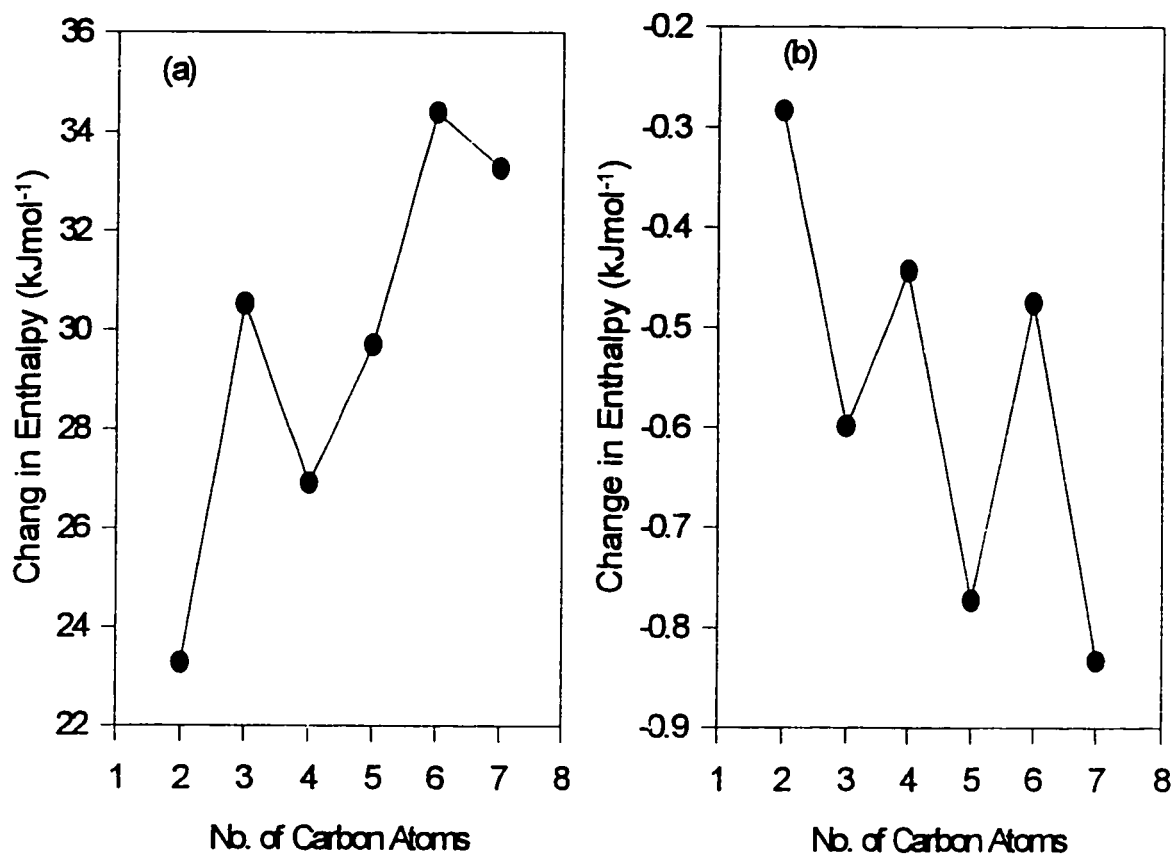 (a)
Chang in Enthalpy (kJmol⁻¹)
36
34
32
30
28
26
24
22
1 2 3 4 5 6 7 8
No. of Carbon Atoms
(b)
Change in Enthalpy (kJmol⁻¹)
-0.2
-0.3
-0.4
-0.5
-0.6
-0.7
-0.8
-0.9
1 2 3 4 5 6 7 8
No. of Carbon Atoms